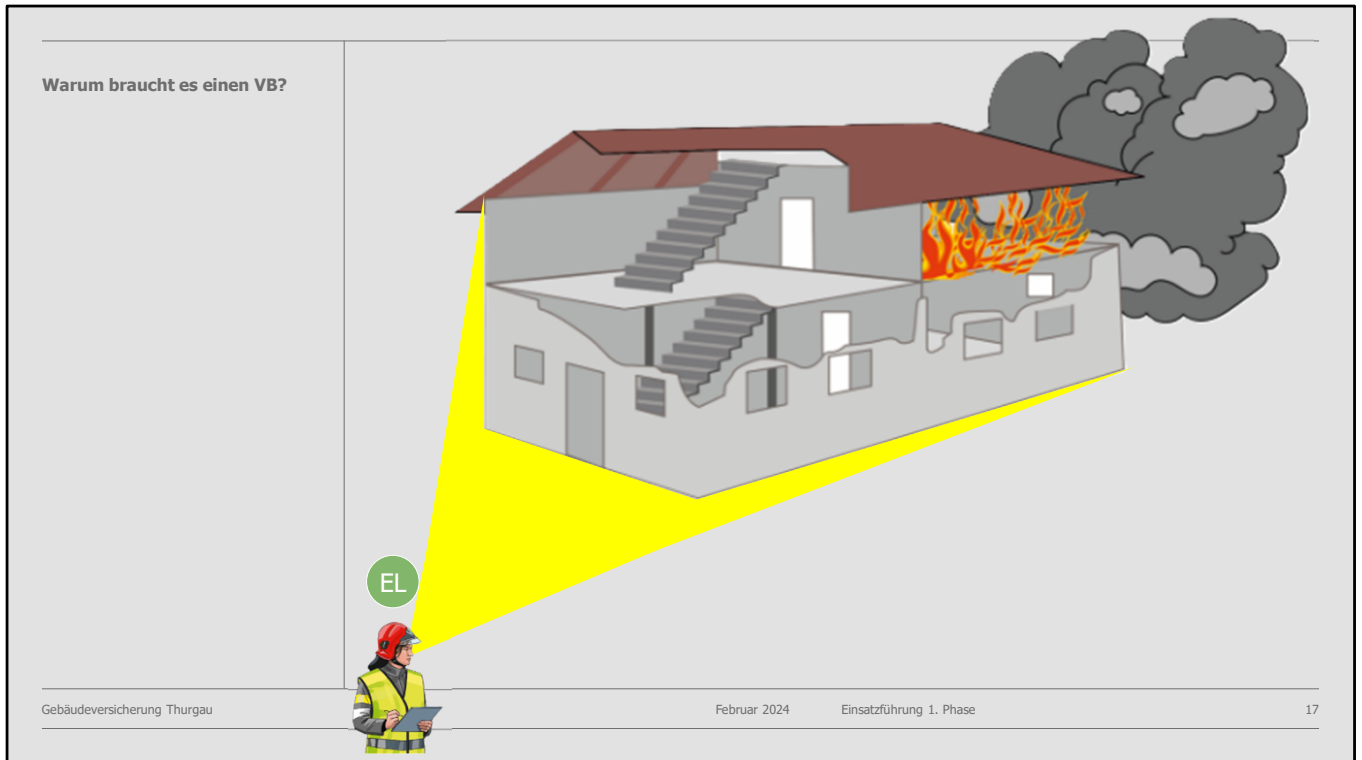 Warum braucht es einen VB?
EL
Gebäudeversicherung Thurgau
Februar 2024
Einsatzführung 1. Phase
17